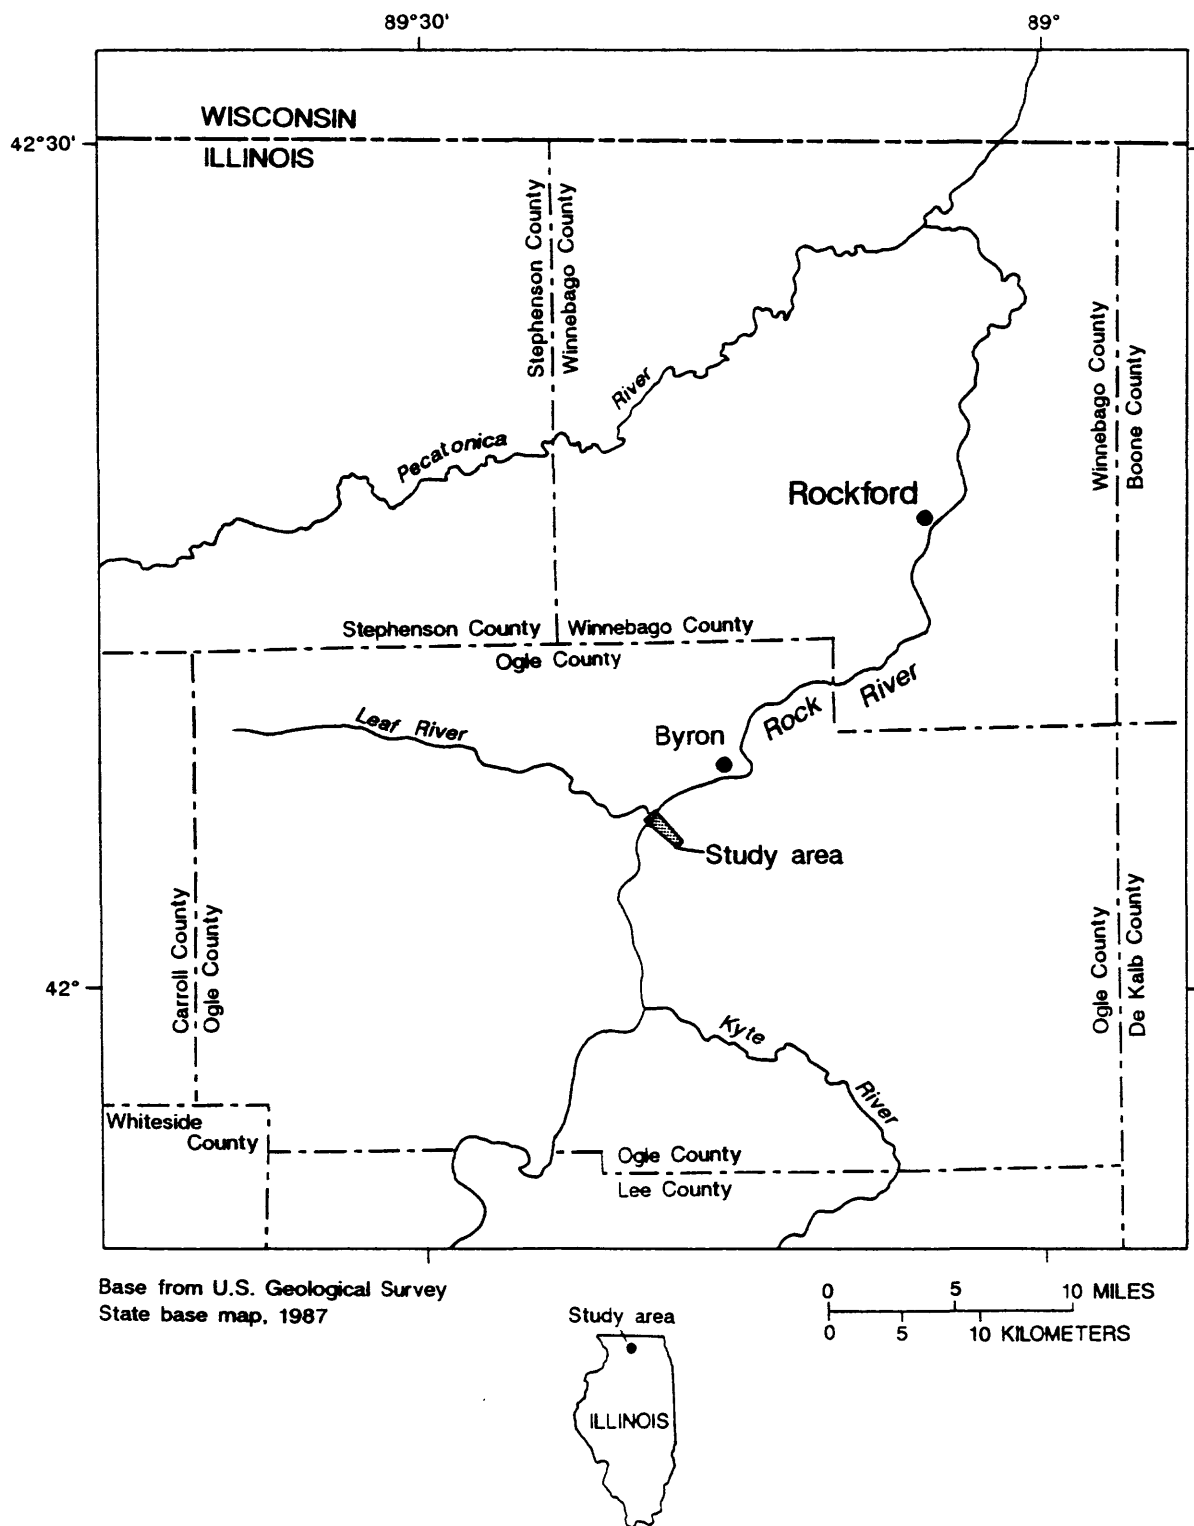 89°30'
89°
WISCONSIN
42°30'
ILLINOIS
Stephenson County
Winnebago County
Winnebago County
Boone County
Pecatonica
River
Rockford
Stephenson County
Winnebago County
Ogle County
Leaf River
Byron
Rock
River
Study area
Carroll County
Ogle County
Ogle County
De Kalb County
42°
Kyte
River
Whiteside
County
Ogle County
Lee County
Base from U.S. Geological Survey
State base map, 1987
0 5 10 MILES
0 5 10 KILOMETERS
Study area
ILLINOIS